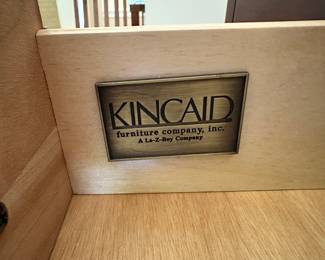 KINCAID
furniture company, inc.
A La-Z-Boy Company